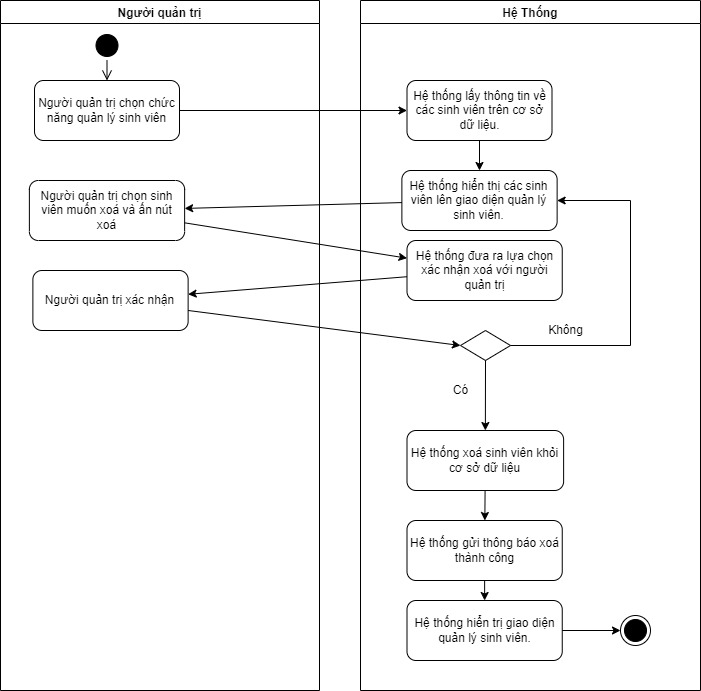 Người quản trị
Hệ Thống
Người quản trị chọn chức
năng quản lý sinh viên
Hệ thống lấy thông tin về
các sinh viên trên cơ sở
dữ liệu.
Hệ thống hiển thị các sinh
viên lên giao diện quản lý
sinh viên.
Người quản trị chọn sinh
viên muốn xoá và ấn nút
xoá
Hệ thống đưa ra lựa chọn
xác nhận xoá với người
quản trị
Người quản trị xác nhận
Không
Có
Hệ thống xoá sinh viên khỏi
cơ sở dữ liệu
Hệ thống gửi thông báo xoá
thành công
Hệ thống hiển trị giao diện
quản lý sinh viên.